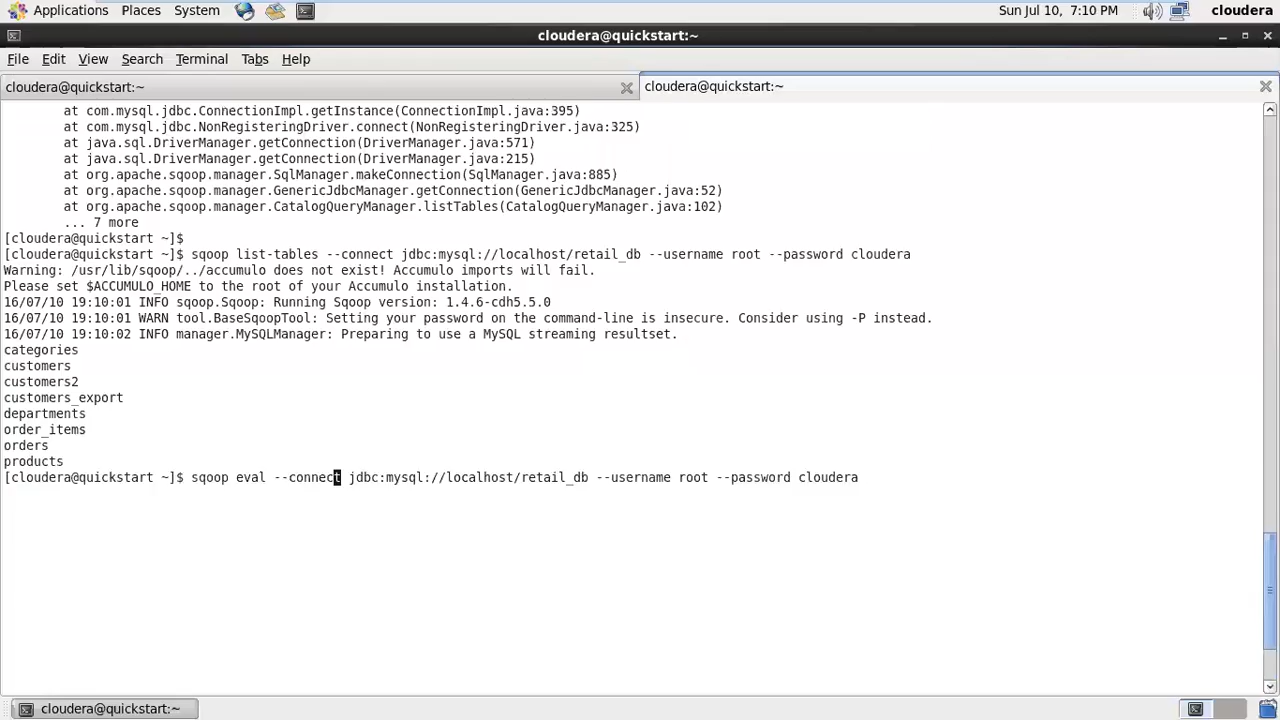 Applications Places System Sun Jul 10, 7:10 PM cloudera
cloudera@quickstart:~
File Edit View Search Terminal Tabs Help
cloudera@quickstart:~ cloudera@quickstart:~
at com.mysql.jdbc.ConnectionImpl.getInstance(ConnectionImpl.java:395)
at com.mysql.jdbc.NonRegisteringDriver.connect(NonRegisteringDriver.java:325)
at java.sql.DriverManager.getConnection(DriverManager.java:571)
at java.sql.DriverManager.getConnection(DriverManager.java:215)
at org.apache.sqoop.manager.SqlManager.makeConnection(SqlManager.java:885)
at org.apache.sqoop.manager.GenericJdbcManager.getConnection(GenericJdbcManager.java:52)
at org.apache.sqoop.manager.CatalogQueryManager.listTables(CatalogQueryManager.java:102)
... 7 more
[cloudera@quickstart ~]$
[cloudera@quickstart ~]$ sqoop list-tables --connect jdbc:mysql://localhost/retail_db --username root --password cloudera
Warning: /usr/lib/sqoop/../accumulo does not exist! Accumulo imports will fail.
Please set $ACCUMULO_HOME to the root of your Accumulo installation.
16/07/10 19:10:01 INFO sqoop.Sqoop: Running Sqoop version: 1.4.6-cdh5.5.0
16/07/10 19:10:01 WARN tool.BaseSqoopTool: Setting your password on the command-line is insecure. Consider using -P instead.
16/07/10 19:10:02 INFO manager.MySQLManager: Preparing to use a MySQL streaming resultset.
categories
customers
customers2
customers_export
departments
order_items
orders
products
[cloudera@quickstart ~]$ sqoop eval --connect jdbc:mysql://localhost/retail_db --username root --password cloudera
cloudera@quickstart:~